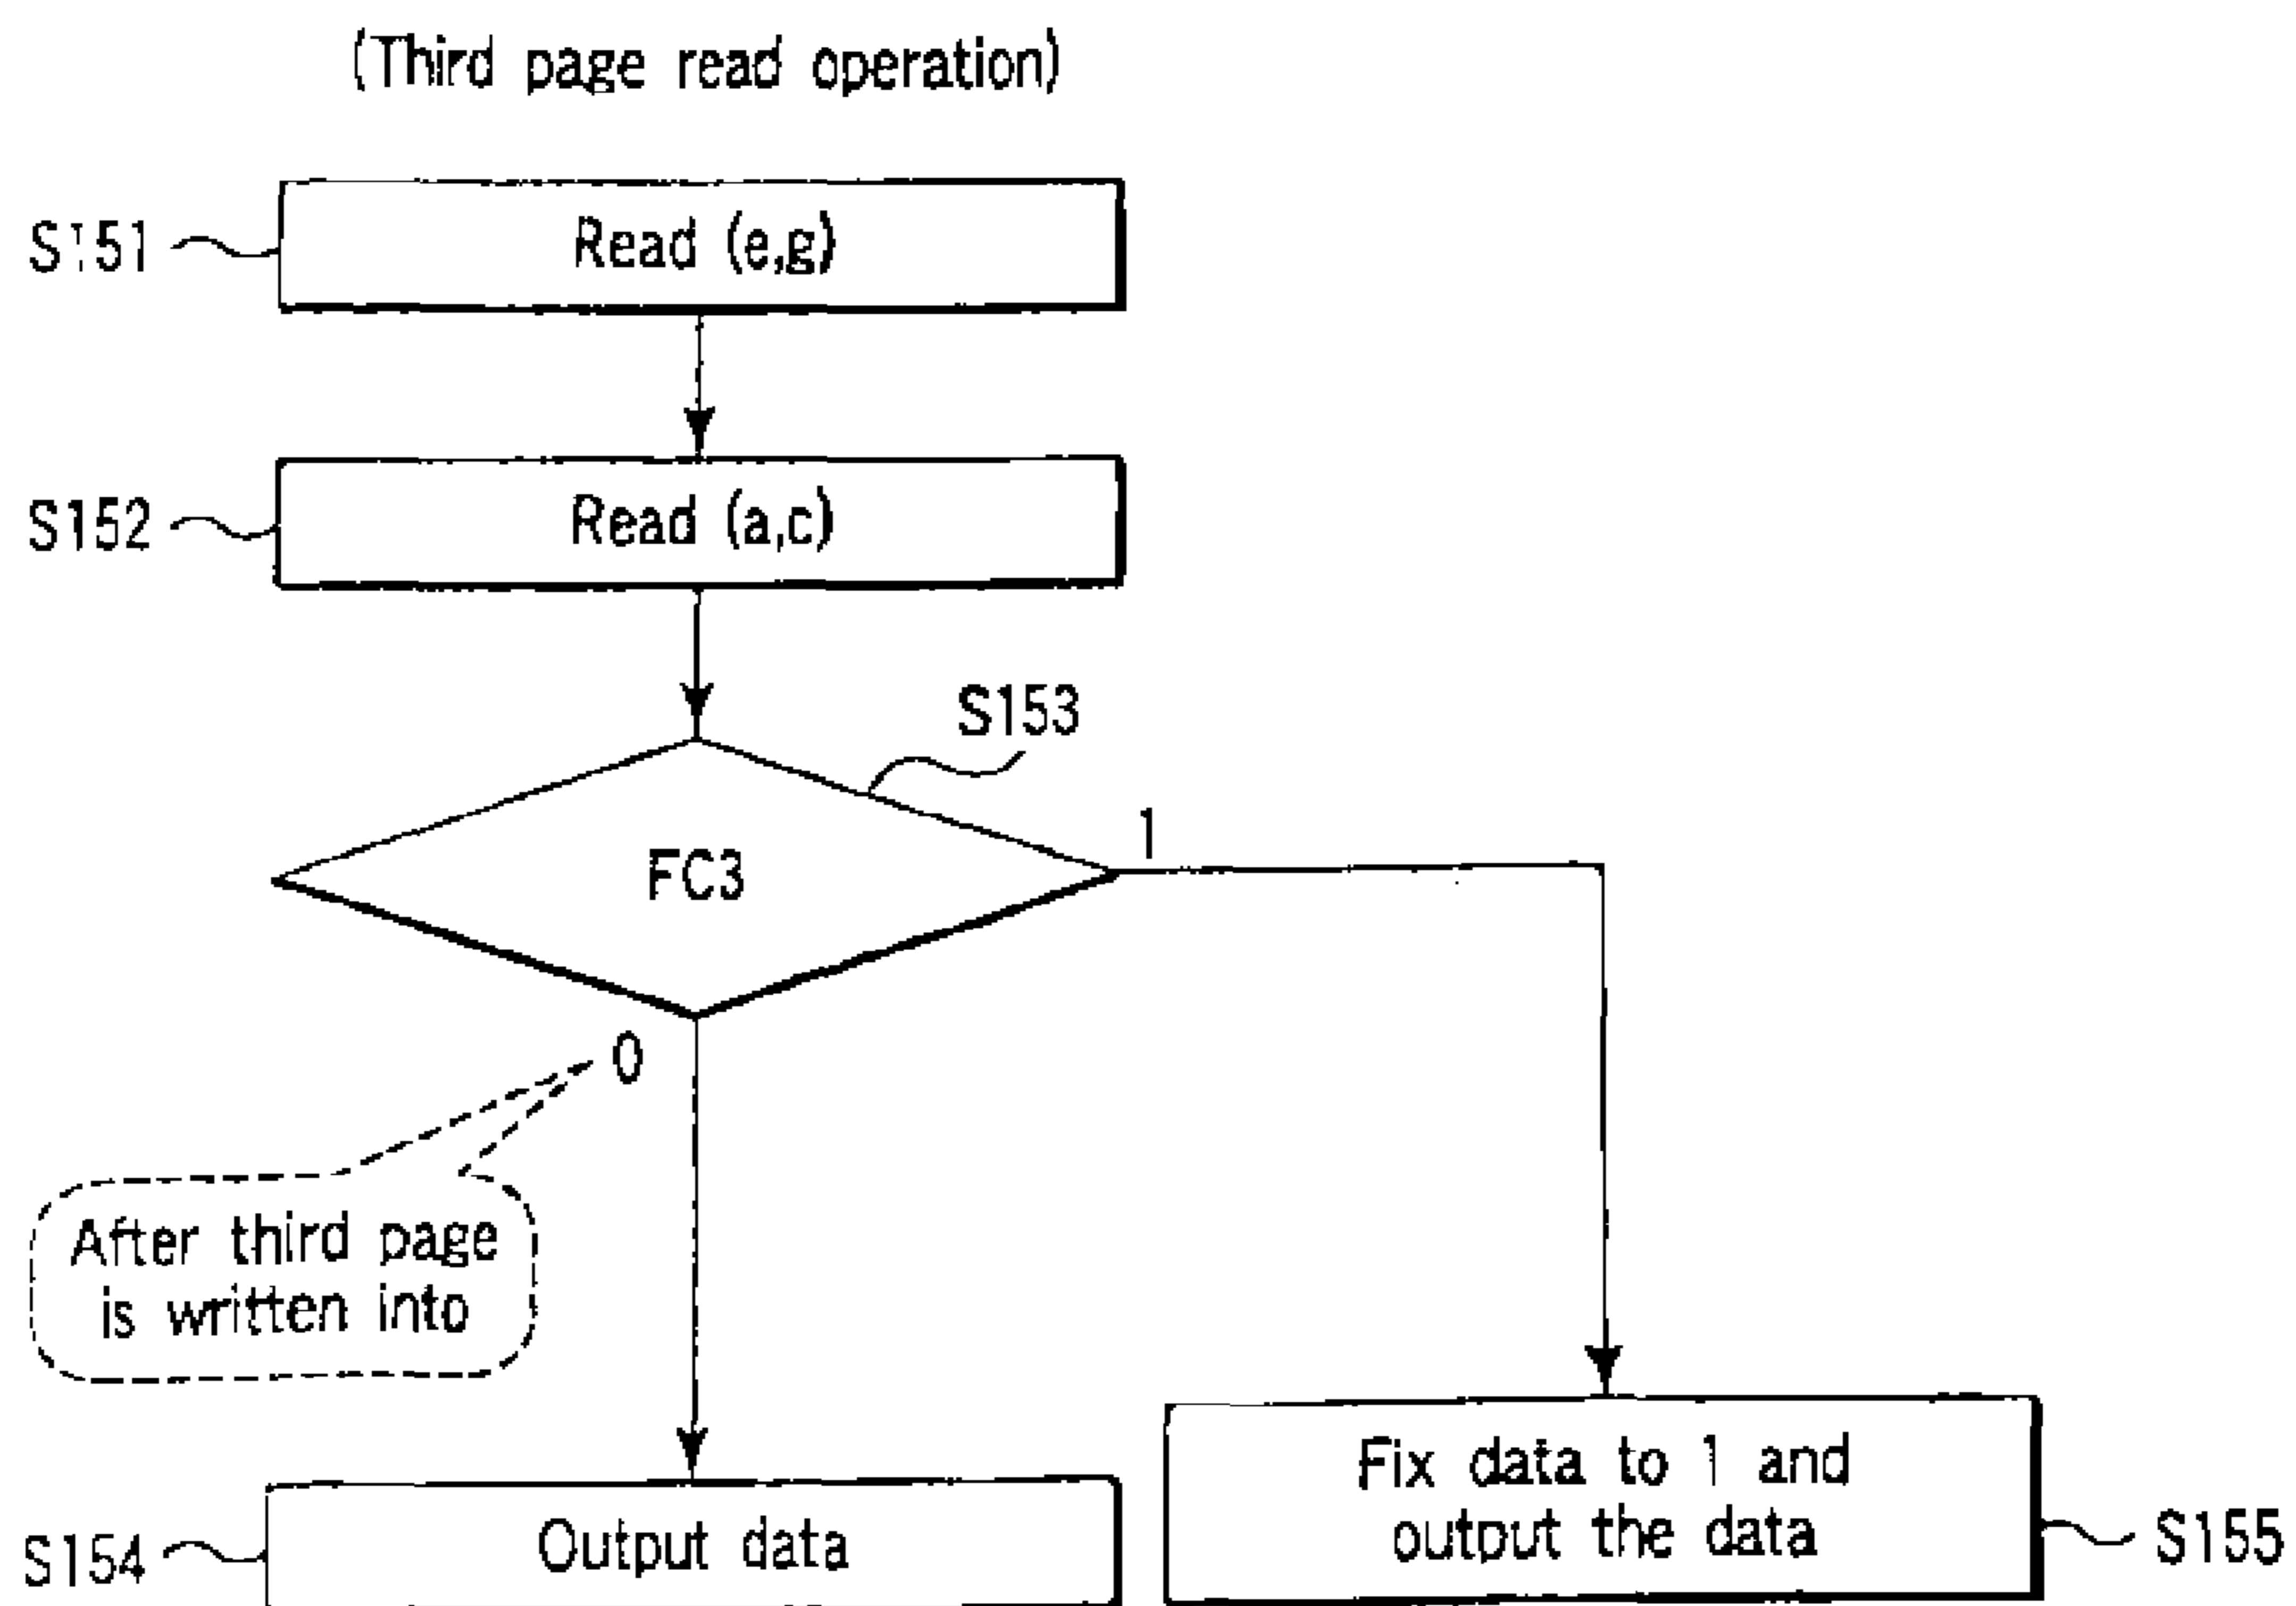 (Third page read operation)
S151
Read (e,g)
S152
Read (a,c)
S153
FC3
1
0
After third page
is written into
S154
Output data
Fix data to 1 and
output the data
S155